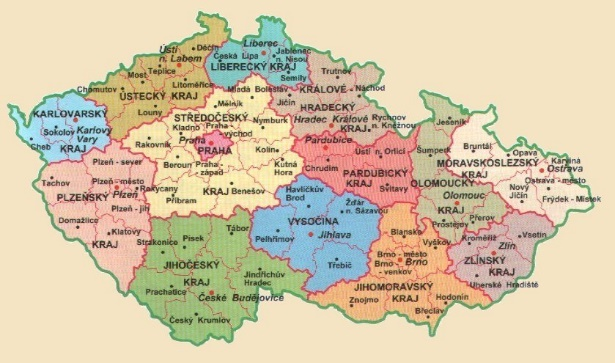 Ústí
n. Labem
Děčín
Most
Teplice
Litoměřice
Chomutov
ÚSTECKÝ
KRAJ
Louny
Liberec
Česká Lípa
Jablonec
n. Nisou
LIBERECKÝ KRAJ
Semily
KARLOVARSKÝ
KRAJ
Sokolov
Karlovy
Vary
Cheb
STŘEDOČESKÝ
Mladá Boleslav
Mělník
Nymburk
Kladno
Praha -
východ
Rakovník
Praha
PRAHA
Kolín
Beroun
Praha -
západ
Kutná
Hora
KRAJ
Benešov
Příbram
Trutnov
KRÁLOVÉ -
Náchod
Jičín
HRADECKÝ
Hradec Králové
KRAJ
Rychnov
n. Kněžnou
Pardubice
Ústí n. Orlicí
Chrudim
PARDUBICKÝ
KRAJ
Svitavy
Plzeň - sever
Tachov
Plzeň - město
Plzeň
Rokycany
PLZEŇSKÝ
Plzeň - jih
Domažlice
Klatovy
KRAJ
Tábor
Písek
Strakonice
JIHOČESKÝ
Jindřichův
Hradec
KRAJ
Prachatice
České Budějovice
Český Krumlov
Havlíčkův
Brod
Žďár
n. Sázavou
VYSOČINA
Pelhřimov
Jihlava
Třebíč
Blansko
Vyškov
Brno - město
Brno
Brno -
venkov
JIHOMORAVSKÝ
KRAJ
Znojmo
Hodonín
Břeclav
Jeseník
Šumperk
OLOMOUCKÝ
Olomouc
KRAJ
Přerov
Prostějov
Bruntál
Opava
Karviná
MORAVSKOSLEZSKÝ
Ostrava
KRAJ
Ostrava - město
Nový
Jičín
Frýdek - Místek
Kroměříž
Vsetín
Zlín
ZLÍNSKÝ
KRAJ
Uherské Hradiště